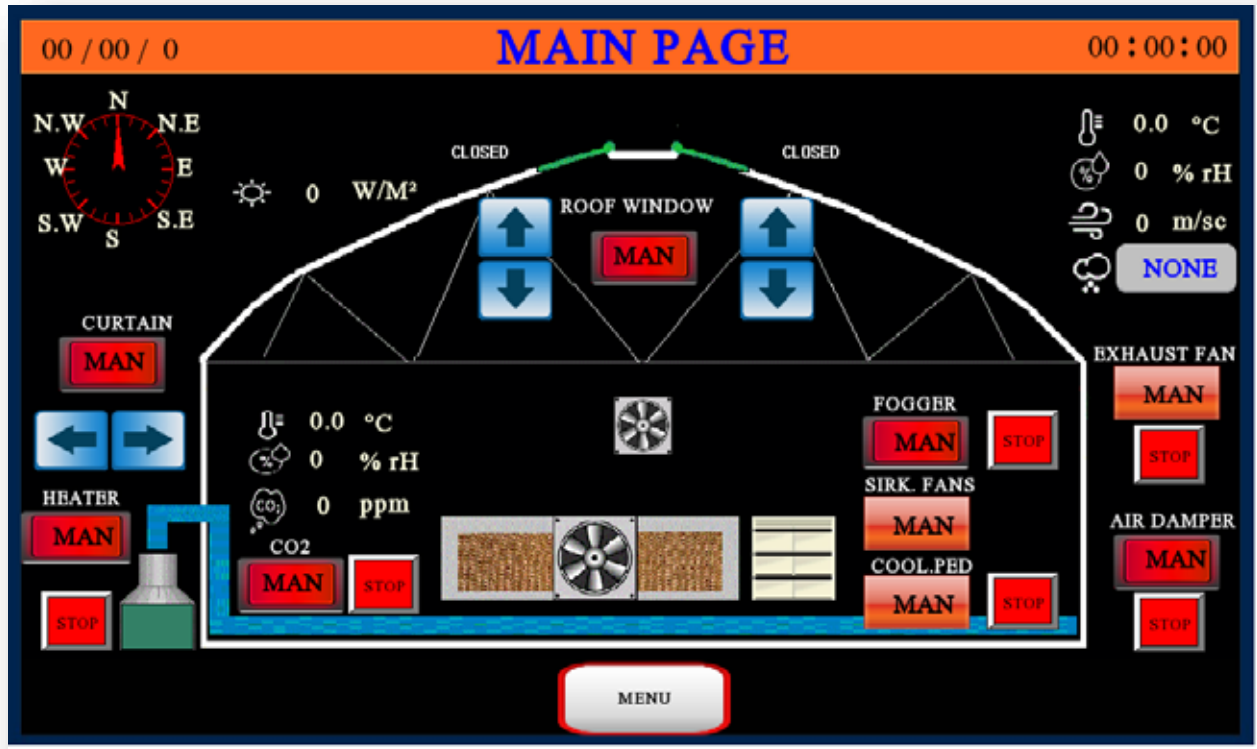 00 / 00 / 0 MAIN PAGE 00 : 00 : 00
N
N.W N.E
W E
S.W S.E
S
0 W/M²
CLOSED CLOSED
ROOF WINDOW
MAN
0.0 °C
0 % rH
0 m/sc
NONE
CURTAIN
MAN
HEATER
MAN
STOP
0.0 °C
0 % rH
CO₂ 0 ppm
CO2
MAN STOP
FOGGER
MAN STOP
SIRK. FANS
MAN
COOL.PED
MAN STOP
EXHAUST FAN
MAN
STOP
AIR DAMPER
MAN
STOP
MENU